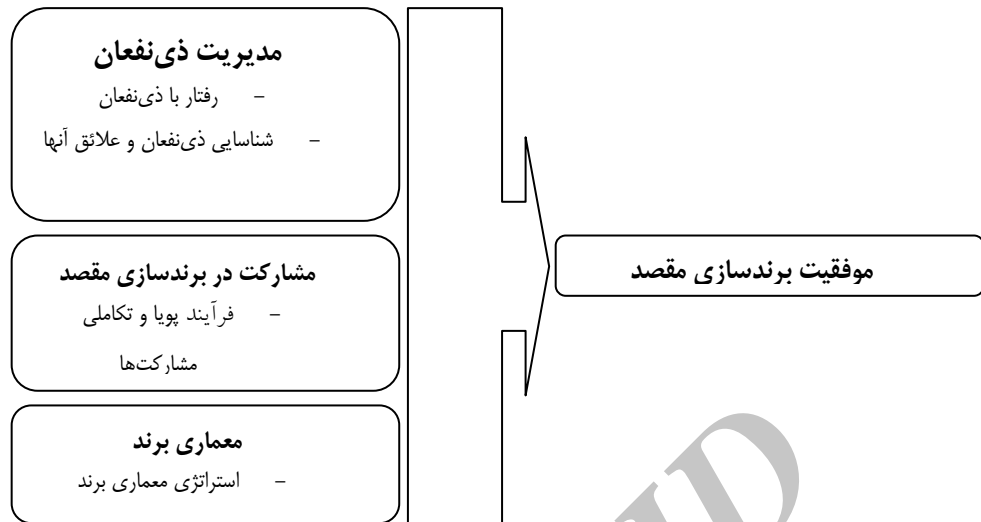 مدیریت ذی‌نفعان
- رفتار با ذی‌نفعان
- شناسایی ذی‌نفعان و علائق آنها
مشارکت در برندسازی مقصد
- فرآیند پویا و تکاملی
مشارکت‌ها
معماری برند
- استراتژی معماری برند
موفقیت برندسازی مقصد